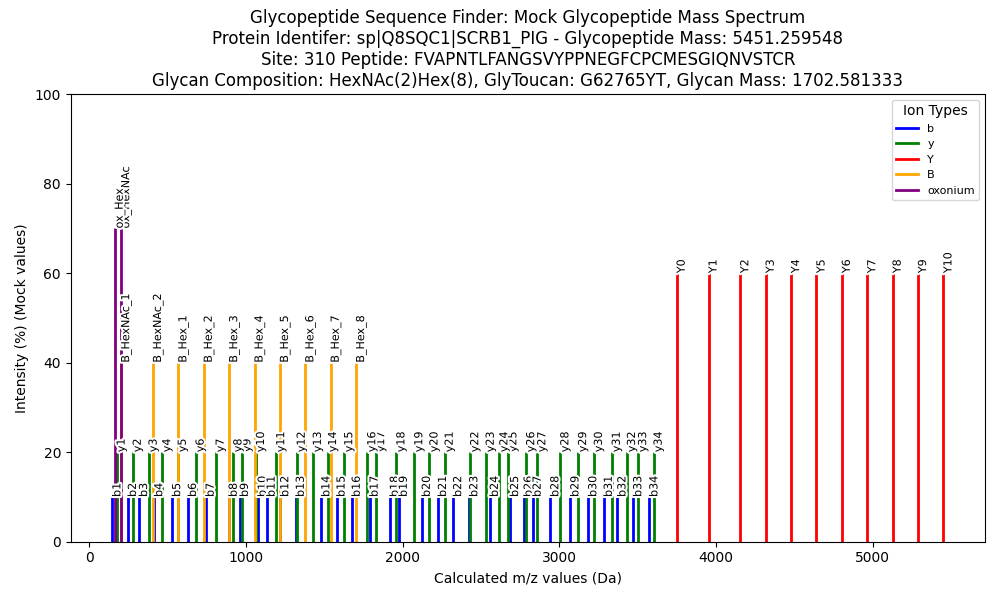 Glycopeptide Sequence Finder: Mock Glycopeptide Mass Spectrum
Protein Identifer: sp|Q8SQC1|SCRB1_PIG - Glycopeptide Mass: 5451.259548
Site: 310 Peptide: FVAPNTLFANGSVYPPNEGFCPCMESGIQNVSTCR
Glycan Composition: HexNAc(2)Hex(8), GlyToucan: G62765YT, Glycan Mass: 1702.581333
Intensity (%) (Mock values)
100
80
60
40
20
0
Ion Types
b
y
Y
B
oxonium
ox_Hex
ox_HexNAc
Y0
Y1
Y2
Y3
Y4
Y5
Y6
Y7
Y8
Y9
Y10
B_HexNAc_1
B_HexNAc_2
B_Hex_1
B_Hex_2
B_Hex_3
B_Hex_4
B_Hex_5
B_Hex_6
B_Hex_7
B_Hex_8
y1
y2
y3
y4
y5
y6
y7
y8
y9
y10
y11
y12
y13
y14
y15
y16
y17
y18
y19
y20
y21
y22
y23
y24
y25
y26
y27
y28
y29
y30
y31
y32
y33
y34
b1
b2
b3
b4
b5
b6
b7
b8
b9
b10
b11
b12
b13
b14
b15
b16
b17
b18
b19
b20
b21
b22
b23
b24
b25
b26
b27
b28
b29
b30
b31
b32
b33
b34
0
1000
2000
3000
4000
5000
Calculated m/z values (Da)